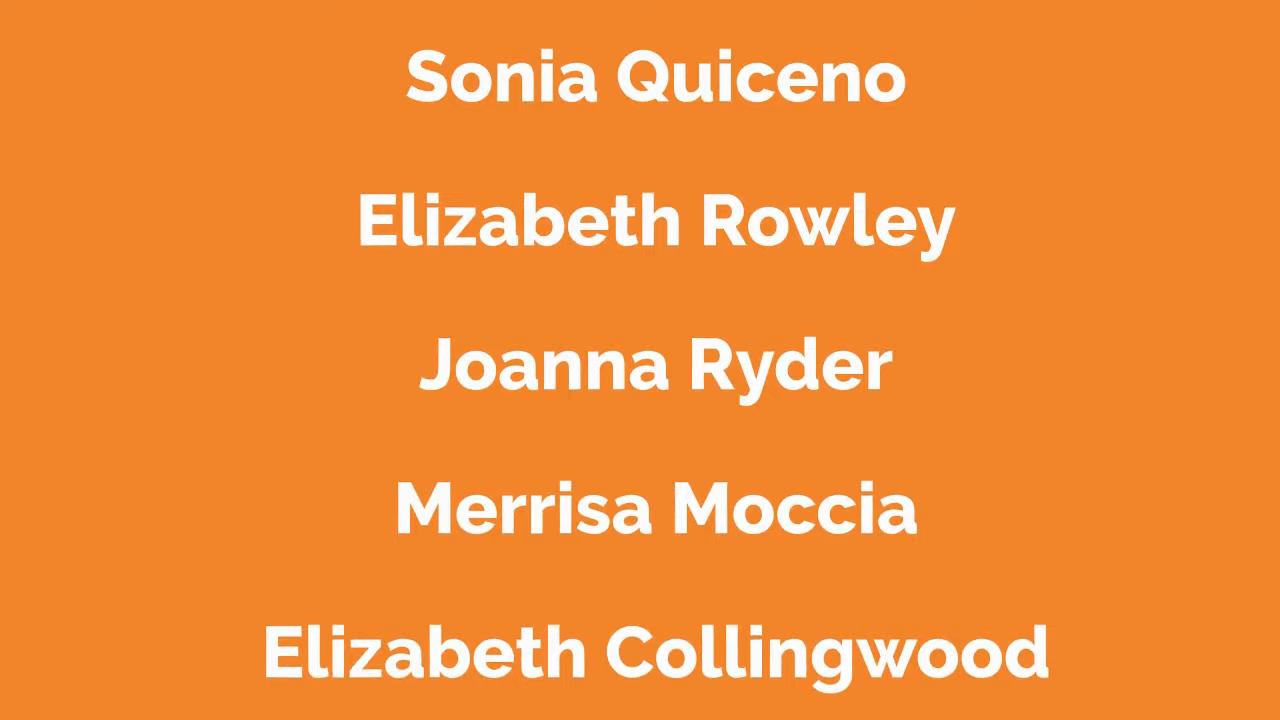 Sonia Quiceno
Elizabeth Rowley
Joanna Ryder
Merrisa Moccia
Elizabeth Collingwood